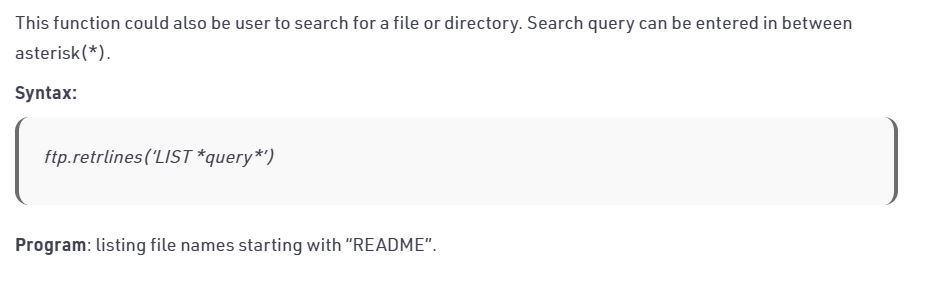 This function could also be user to search for a file or directory. Search query can be entered in between
asterisk(*).
Syntax:
ftp.retrlines(‘LIST *query*’)
Program: listing file names starting with “README”.